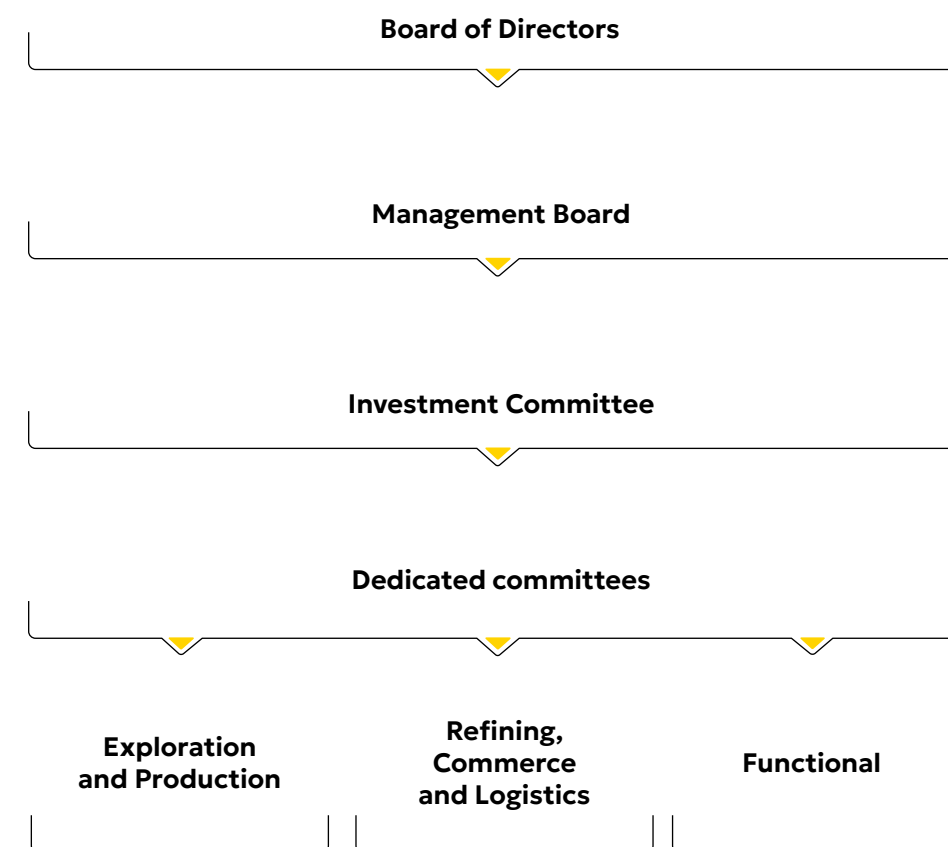 Board of Directors
Management Board
Investment Committee
Dedicated committees
Exploration
and Production
Refining,
Commerce
and Logistics
Functional